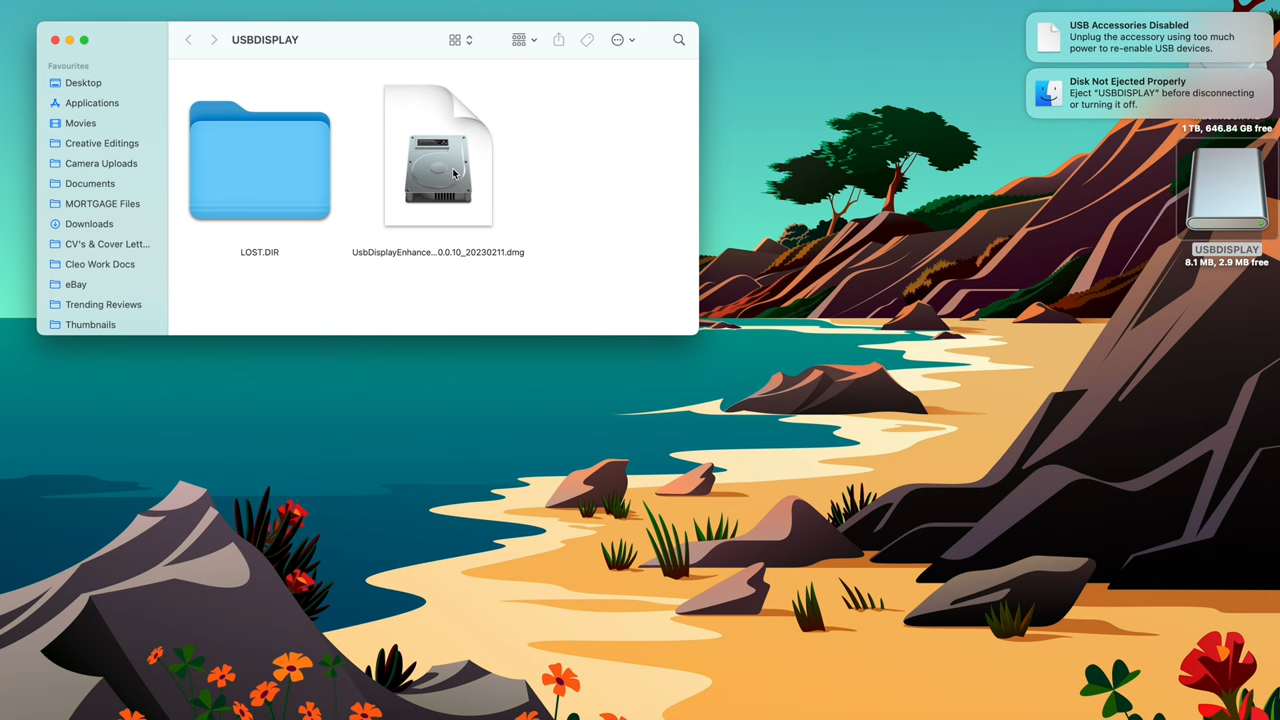 USBDISPLAY
Favourites
Desktop
Applications
Movies
Creative Editings
Camera Uploads
Documents
MORTGAGE Files
Downloads
CV's & Cover Lett...
Cleo Work Docs
eBay
Trending Reviews
Thumbnails
LOST.DIR
UsbDisplayEnhance...0.0.10_20230211.dmg
USB Accessories Disabled
Unplug the accessory using too much
power to re-enable USB devices.
Disk Not Ejected Properly
Eject “USBDISPLAY” before disconnecting
or turning it off.
1 TB, 646.84 GB free
USBDISPLAY
8.1 MB, 2.9 MB free